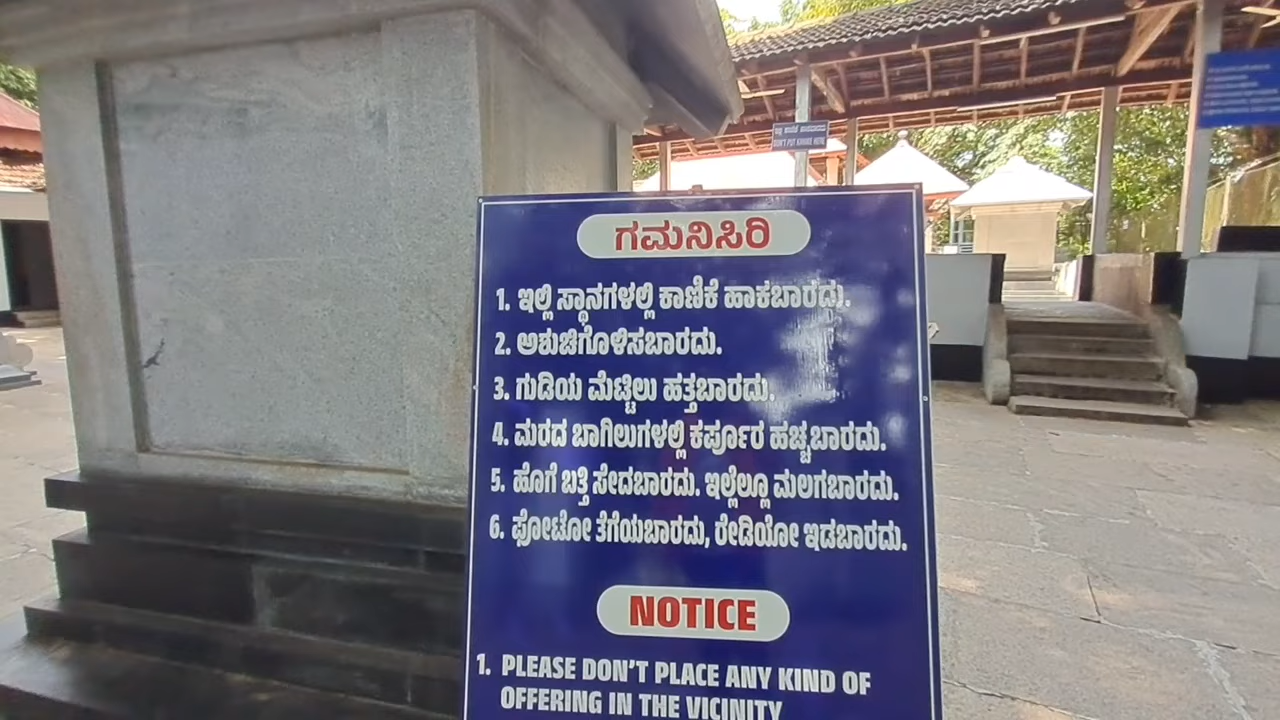 ಗಮನಿಸಿರಿ
1. ಇಲ್ಲಿ ಸ್ಥಾನಗಳಲ್ಲಿ ಕಾಣಿಕೆ ಹಾಕಬಾರದು.
2. ಅಶುಚಿಗೊಳಿಸಬಾರದು.
3. ಗುಡಿಯ ಮೆಟ್ಟಿಲು ಹತ್ತಬಾರದು.
4. ಮರದ ಬಾಗಿಲುಗಳಲ್ಲಿ ಕರ್ಪೂರ ಹಚ್ಚಬಾರದು.
5. ಹೊಗೆ ಬತ್ತಿ ಸೇದಬಾರದು. ಇಲ್ಲೆಲ್ಲೂ ಮಲಗಬಾರದು.
6. ಫೋಟೋ ತೆಗೆಯಬಾರದು, ರೇಡಿಯೋ ಇಡಬಾರದು.
NOTICE
1. PLEASE DON'T PLACE ANY KIND OF
OFFERING IN THE VICINITY